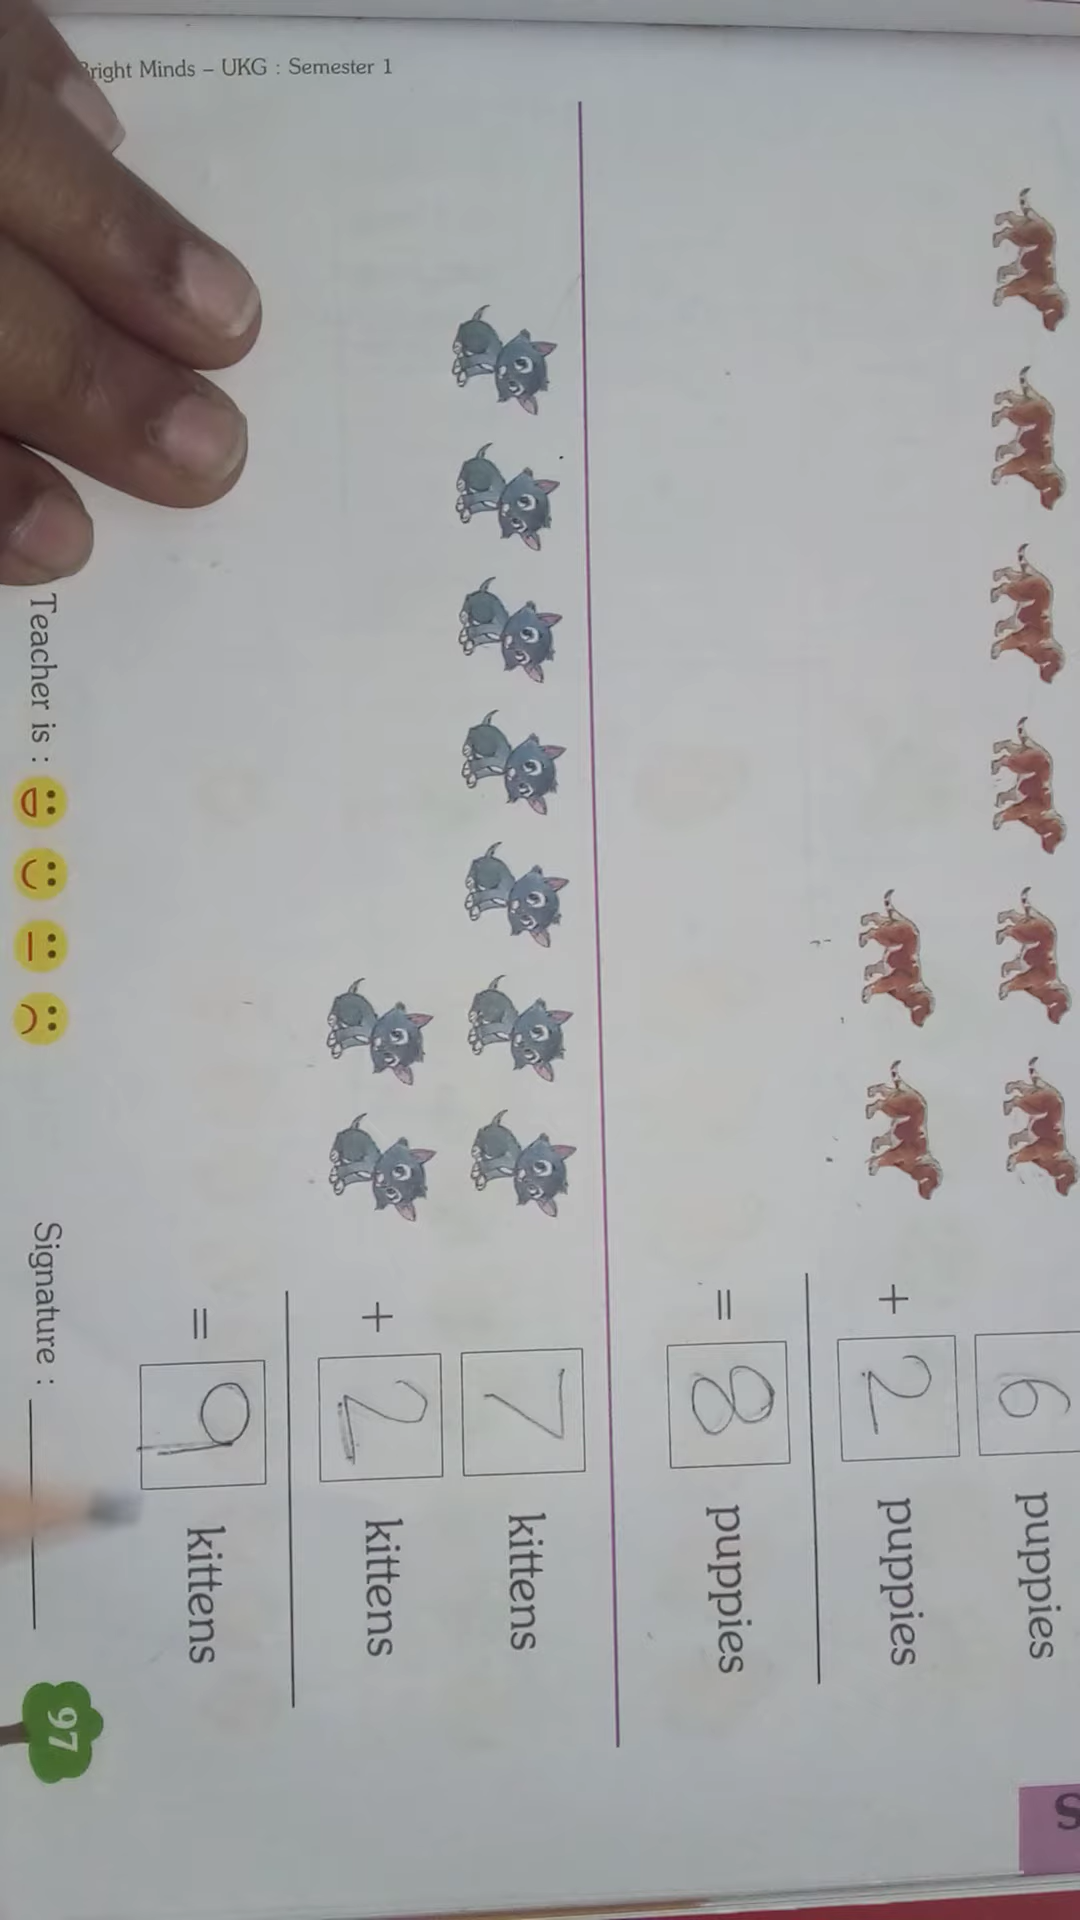 S
6 puppies
+ 2 puppies
= 8 puppies
7 kittens
+ 2 kittens
= 9 kittens
Teacher is : Signature :
97
Bright Minds – UKG : Semester 1